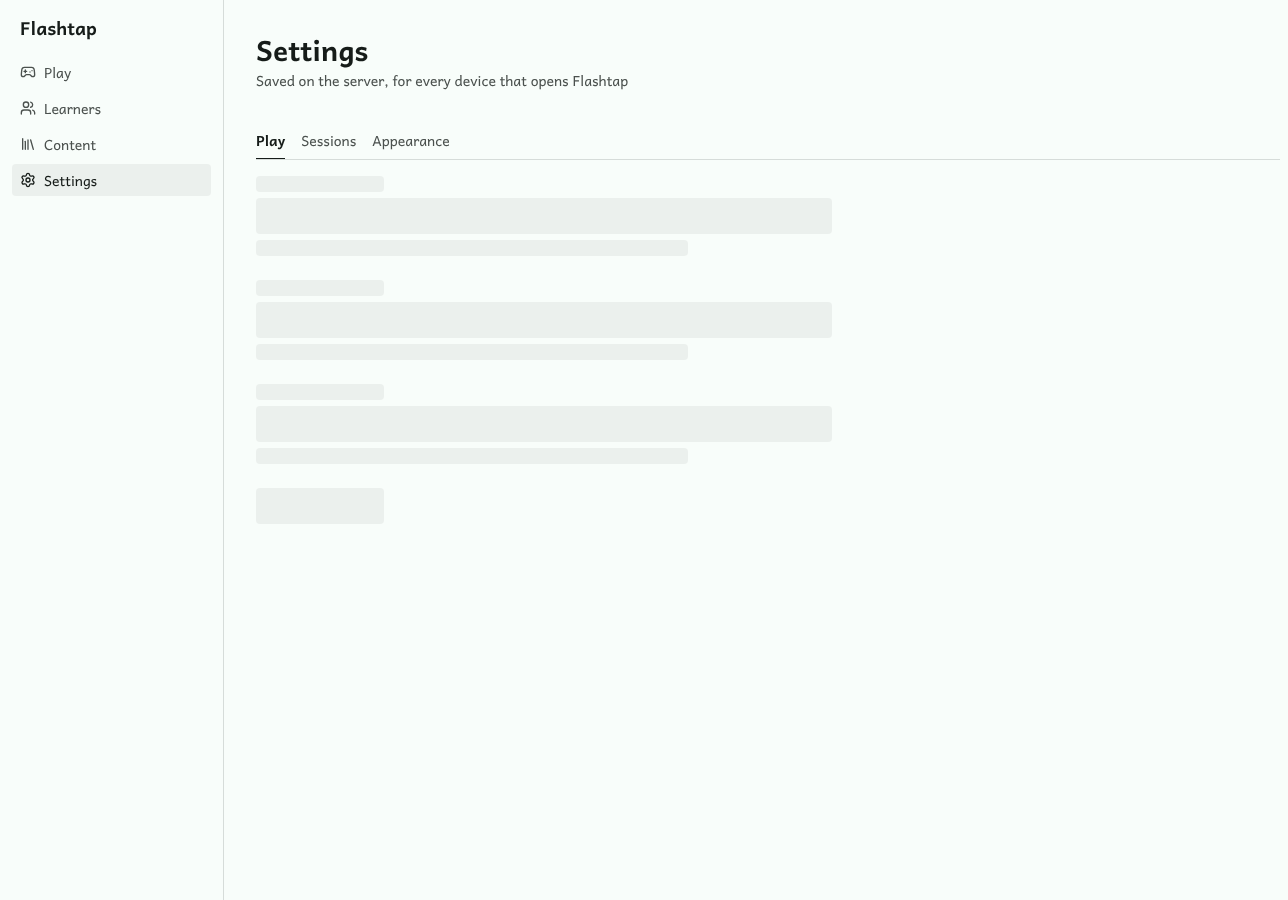 Flashtap
Play
Learners
Content
Settings
Settings
Saved on the server, for every device that opens Flashtap
Play Sessions Appearance